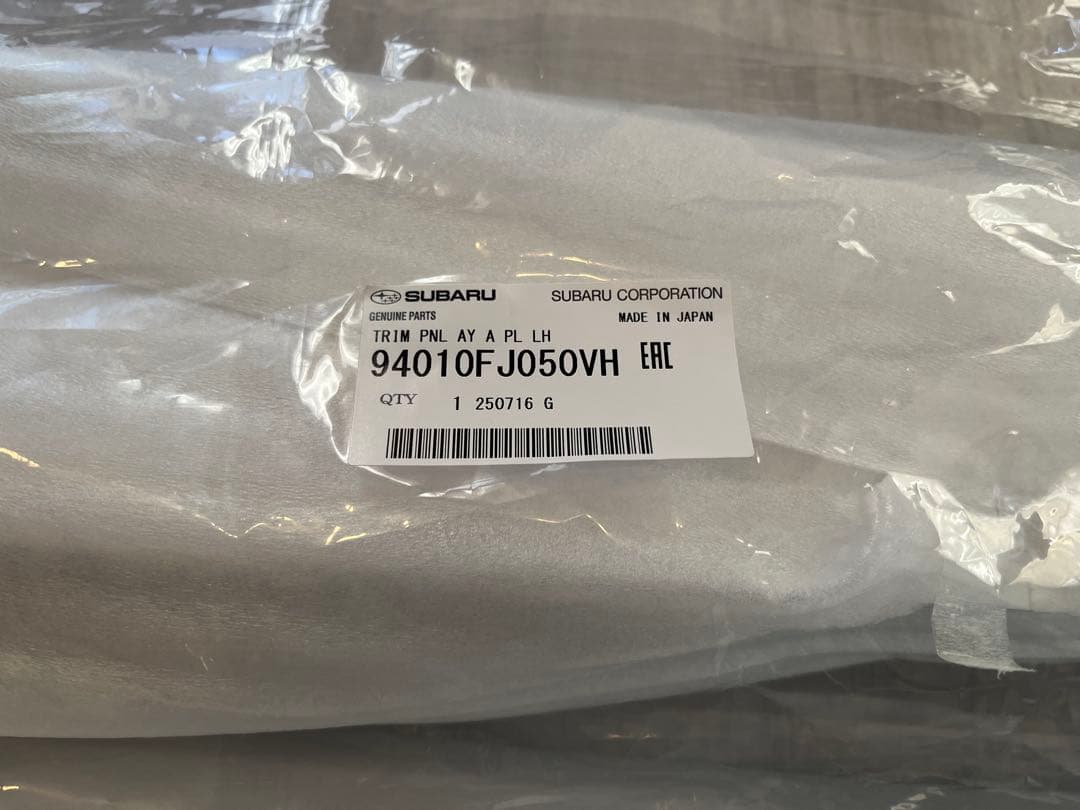 SUBARU SUBARU CORPORATION
GENUINE PARTS MADE IN JAPAN
TRIM PNL AY A PL LH
94010FJ050VH EAC
QTY 1 250716 G